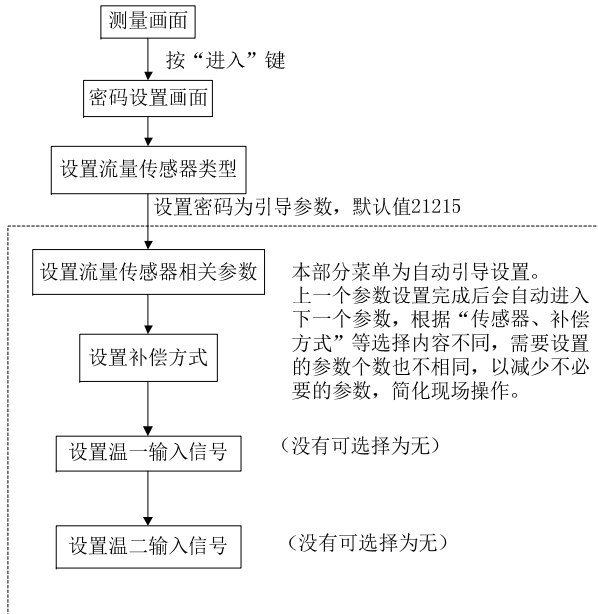 测量画面
按“进入”键
密码设置画面
设置流量传感器类型
设置密码为引导参数，默认值21215
设置流量传感器相关参数
本部分菜单为自动引导设置。
上一个参数设置完成后会自动进入
下一个参数，根据“传感器、补偿
方式”等选择内容不同，需要设置
的参数个数也不相同，以减少不必
要的参数，简化现场操作。
设置补偿方式
设置温一输入信号
（没有可选择为无）
设置温二输入信号
（没有可选择为无）